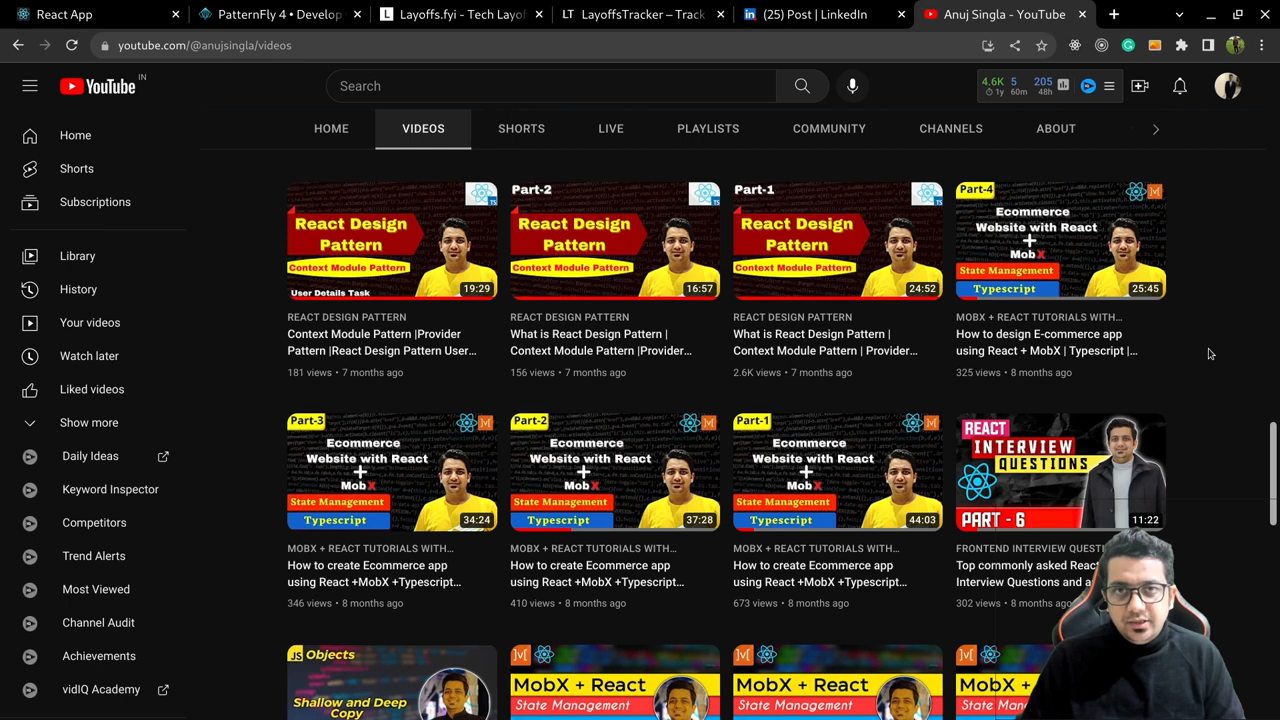 React App
PatternFly 4 • Develop
Layoffs.fyi - Tech Layof
LayoffsTracker – Track
(25) Post | LinkedIn
Anuj Singla - YouTube
youtube.com/@anujsingla/videos
YouTube IN
Search
4.6K 5 205
1y 60m 48h
HOME
VIDEOS
SHORTS
LIVE
PLAYLISTS
COMMUNITY
CHANNELS
ABOUT
Home
Shorts
Subscriptions
Library
History
Your videos
Watch later
Liked videos
Show more
Daily Ideas
Keyword Inspector
Competitors
Trend Alerts
Most Viewed
Channel Audit
Achievements
vidIQ Academy
TS
React Design
Pattern
Context Module Pattern
User Details Task
19:29
REACT DESIGN PATTERN
Context Module Pattern |Provider
Pattern |React Design Pattern User...
181 views • 7 months ago
Part-2
TS
React Design
Pattern
Context Module Pattern
16:57
REACT DESIGN PATTERN
What is React Design Pattern |
Context Module Pattern |Provider...
156 views • 7 months ago
Part-1
TS
React Design
Pattern
Context Module Pattern
24:52
REACT DESIGN PATTERN
What is React Design Pattern |
Context Module Pattern | Provider...
2.6K views • 7 months ago
Part-4
Ecommerce
Website with React
+
MobX
State Management
Typescript
25:45
MOBX + REACT TUTORIALS WITH...
How to design E-commerce app
using React + MobX | Typescript |...
325 views • 8 months ago
Part-3
Ecommerce
Website with React
+
MobX
State Management
Typescript
34:24
MOBX + REACT TUTORIALS WITH...
How to create Ecommerce app
using React +MobX +Typescript...
346 views • 8 months ago
Part-2
Ecommerce
Website with React
+
MobX
State Management
Typescript
37:28
MOBX + REACT TUTORIALS WITH...
How to create Ecommerce app
using React +MobX +Typescript...
410 views • 8 months ago
Part-1
Ecommerce
Website with React
+
MobX
State Management
Typescript
44:03
MOBX + REACT TUTORIALS WITH...
How to create Ecommerce app
using React +MobX +Typescript...
673 views • 8 months ago
REACT
INTERVIEW
QUESTIONS
PART - 6
11:22
FRONTEND INTERVIEW QUESTI
Top commonly asked Reac
Interview Questions and a
302 views • 8 months
JS Objects
Shallow and Deep
Copy
MobX + React
State Management
MobX + React
State Management
MobX +
State Man